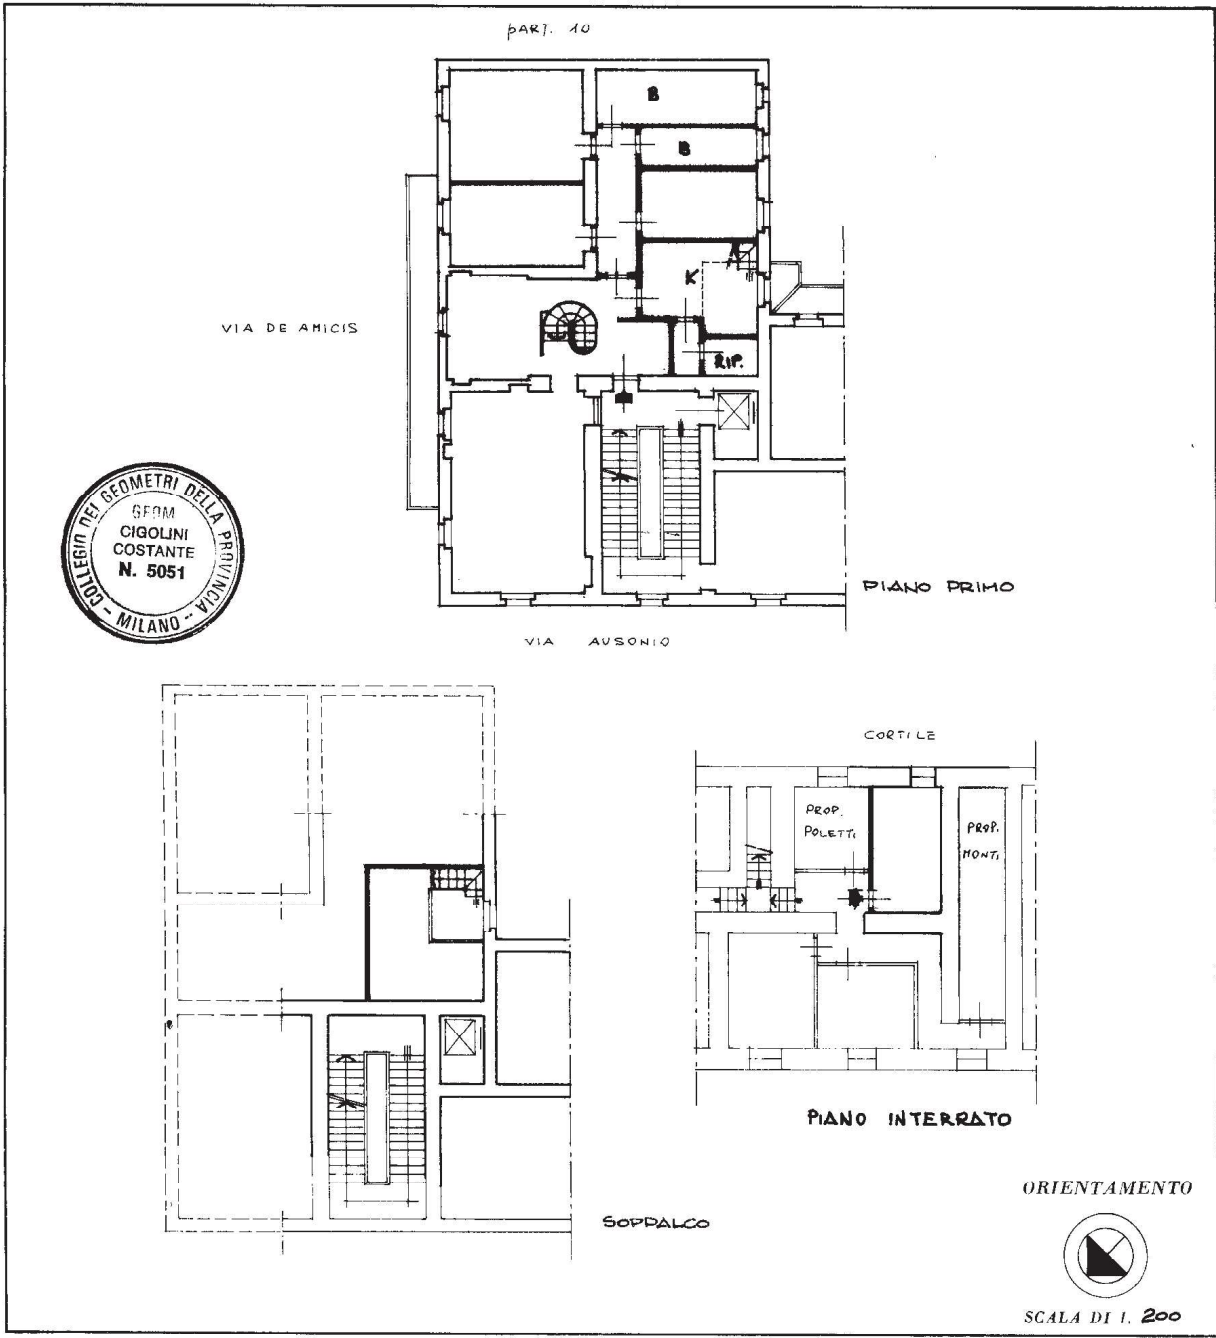 PART. 10
B
B
K
RIP.
VIA DE AMICIS
COLLEGIO DEI GEOMETRI DELLA PROVINCIA - MILANO -
GEOM
CIGOLINI
COSTANTE
N. 5051
PIANO PRIMO
VIA AUSONIO
CORTILE
PROP.
POLETTI
PROP.
MONTI
PIANO INTERRATO
SOPPALCO
ORIENTAMENTO
SCALA DI 1. 200